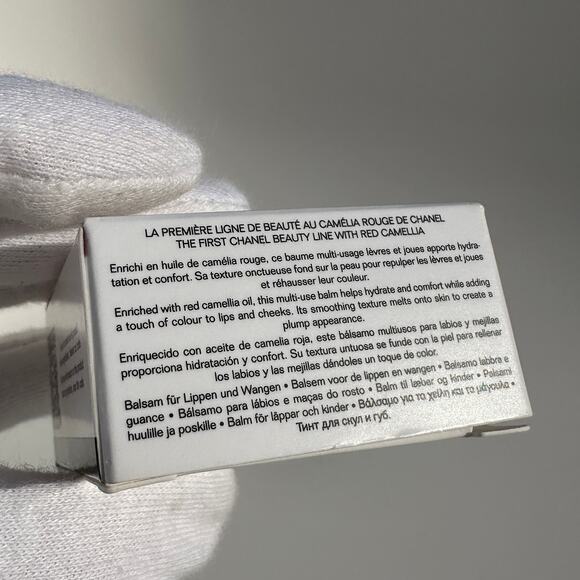 LA PREMIÈRE LIGNE DE BEAUTÉ AU CAMÉLIA ROUGE DE CHANEL
THE FIRST CHANEL BEAUTY LINE WITH RED CAMELLIA
Enrichi en huile de camélia rouge, ce baume multi-usage lèvres et joues apporte hydra-
tation et confort. Sa texture onctueuse fond sur la peau pour repulper les lèvres et joues
et réhausser leur couleur.
Enriched with red camellia oil, this multi-use balm helps hydrate and comfort while adding
a touch of colour to lips and cheeks. Its smoothing texture melts onto skin to create a
plump appearance.
Enriquecido con aceite de camelia roja, este bálsamo multiusos para labios y mejillas
proporciona hidratación y confort. Su textura untuosa se funde con la piel para rellenar
los labios y las mejillas dándoles un toque de color.
Balsam für Lippen und Wangen • Balsem voor de lippen en wangen • Balsamo labbra e
guance • Bálsamo para lábios e maças do rosto • Balm til læber og kinder • Palsami
huulille ja poskille • Balm för läppar och kinder • Βάλσαμο για τα χείλη και τα μάγουλα •
Тинт для скул и губ.